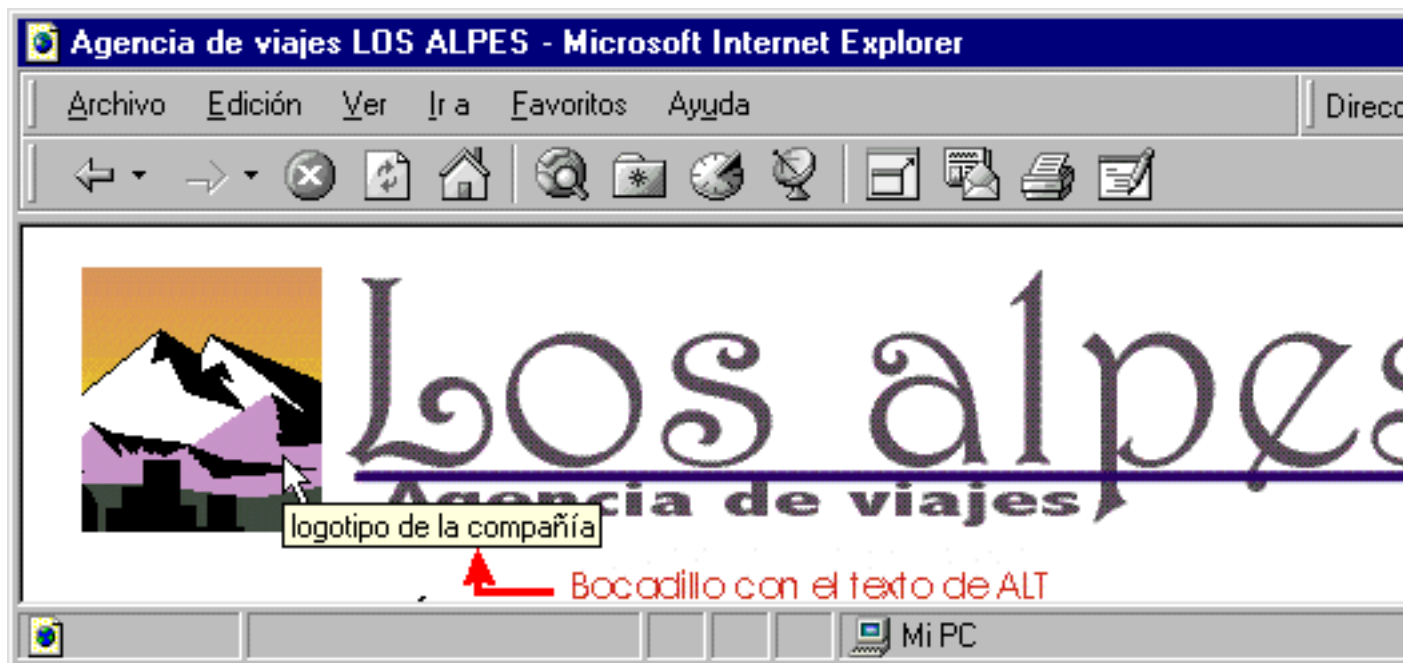 Agencia de viajes LOS ALPES - Microsoft Internet Explorer
Archivo Edición Ver Ir a Favoritos Ayuda Direcc
Los alpes
Agencia de viajes
logotipo de la compañía
Bocadillo con el texto de ALT
Mi PC